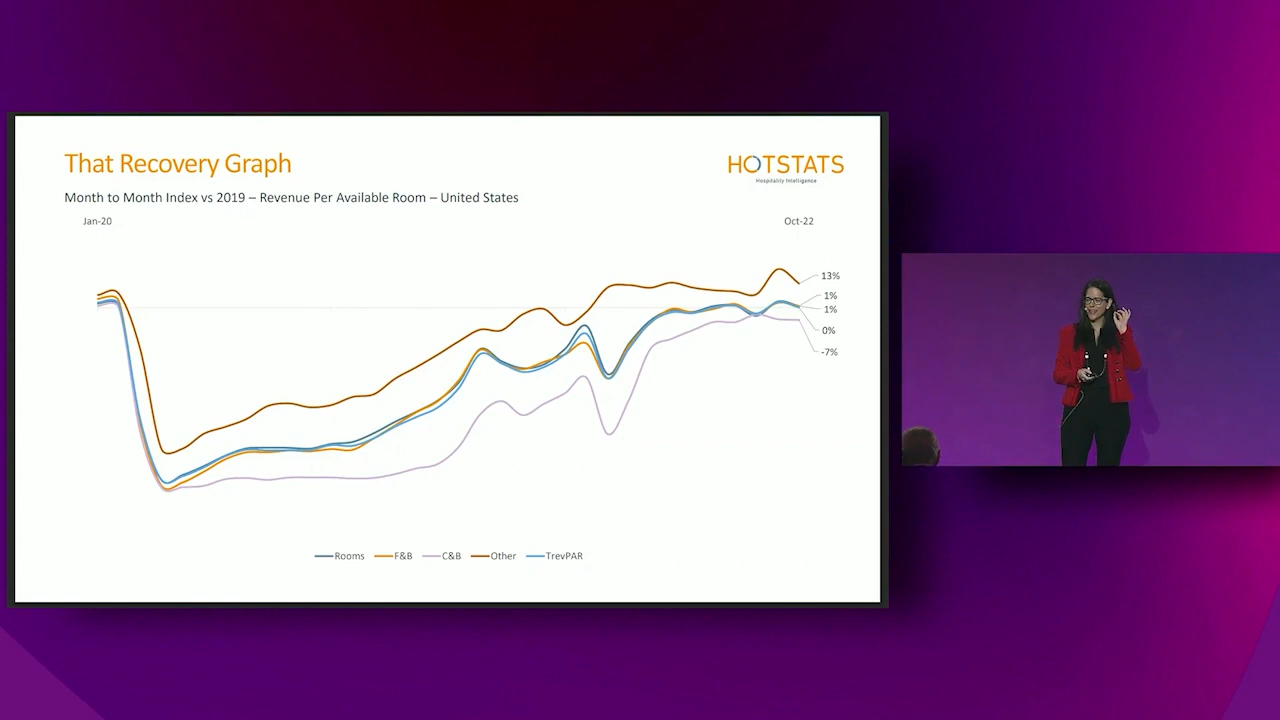 That Recovery Graph
HOTSTATS
Hospitality Intelligence
Month to Month Index vs 2019 – Revenue Per Available Room – United States
Jan-20
Oct-22
13%
1%
1%
0%
-7%
Rooms F&B C&B Other TrevPAR